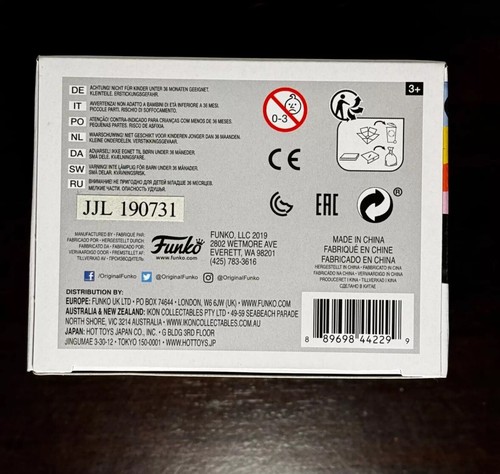 3+
DE ACHTUNG! NICHT FÜR KINDER UNTER 36 MONATEN GEEIGNET.
KLEINTEILE. ERSTICKUNGSGEFAHR.
IT AVVERTENZA! NON ADATTO A BAMBINI DI ETÀ INFERIORE A 36 MESI.
PICCOLE PARTI. RISCHIO DI SOFFOCAMENTO.
PO ATENÇÃO: CONTRA-INDICADO PARA CRIANÇAS COM MENOS DE 36 MESES.
PEQUENAS PARTES. RISCO DE ASFIXIA.
NL WAARSCHUWING! NIET GESCHIKT VOOR KINDEREN JONGER DAN 36 MAANDEN.
KLEINE ONDERDELEN. VERSTIKKINGSGEVAAR.
DA ADVARSEL! IKKE EGNET TIL BØRN UNDER 36 MÅNEDER.
SMÅ DELE. KVÆLNINGSFARE.
SW VARNING! INTE LÄMPLIG FÖR BARN UNDER 36 MÅNADER.
SMÅ DELAR. KVÄVNINGSRISK.
RU ВНИМАНИЕ! НЕ ПРИГОДНО ДЛЯ ДЕТЕЙ МЛАДШЕ 36 МЕСЯЦЕВ.
МЕЛКИЕ ЧАСТИ. ОПАСНОСТЬ УДУШЬЯ.
0-3
CE
EAC
®
JJL 190731
MANUFACTURED BY • FABRIQUÉ PAR
FABRICADO POR • HERGESTELLT DURCH
FABBRICATO DA • FABRICADO POR
VERVAARDIGD DOOR • FREMSTILLET AF
TILLVERKAD AV • ПРОИЗВОДИТЕЛЬ
Funko
www.funko.com
FUNKO, LLC 2019
2802 WETMORE AVE
EVERETT, WA 98201
(425) 783-3616
MADE IN CHINA
FABRIQUÉ EN CHINE
FABRICADO EN CHINA
HERGESTELLT IN CHINA • FABBRICATO IN CINA
FABRICADO NA CHINA • VERVAARDIGD IN CHINA
PRODUCERET I KINA • TILLVERKAD I KINA
СДЕЛАНО В КИТАЕ
/OriginalFunko @OriginalFunko @OriginalFunko
DISTRIBUTION BY:
EUROPE: FUNKO UK LTD • PO BOX 74644 • LONDON, W6 6JW (UK) • WWW.FUNKO.COM
AUSTRALIA & NEW ZEALAND: IKON COLLECTABLES PTY LTD • 49-59 SEABEACH PARADE
NORTH SHORE, VIC 3214 AUSTRALIA • WWW.IKONCOLLECTABLES.COM.AU
JAPAN: HOT TOYS JAPAN CO., INC. • G BLDG 3RD FLOOR
JINGUMAE 3-30-12 • TOKYO 150-0001 • WWW.HOTTOYS.JP
8 89698 44229 9